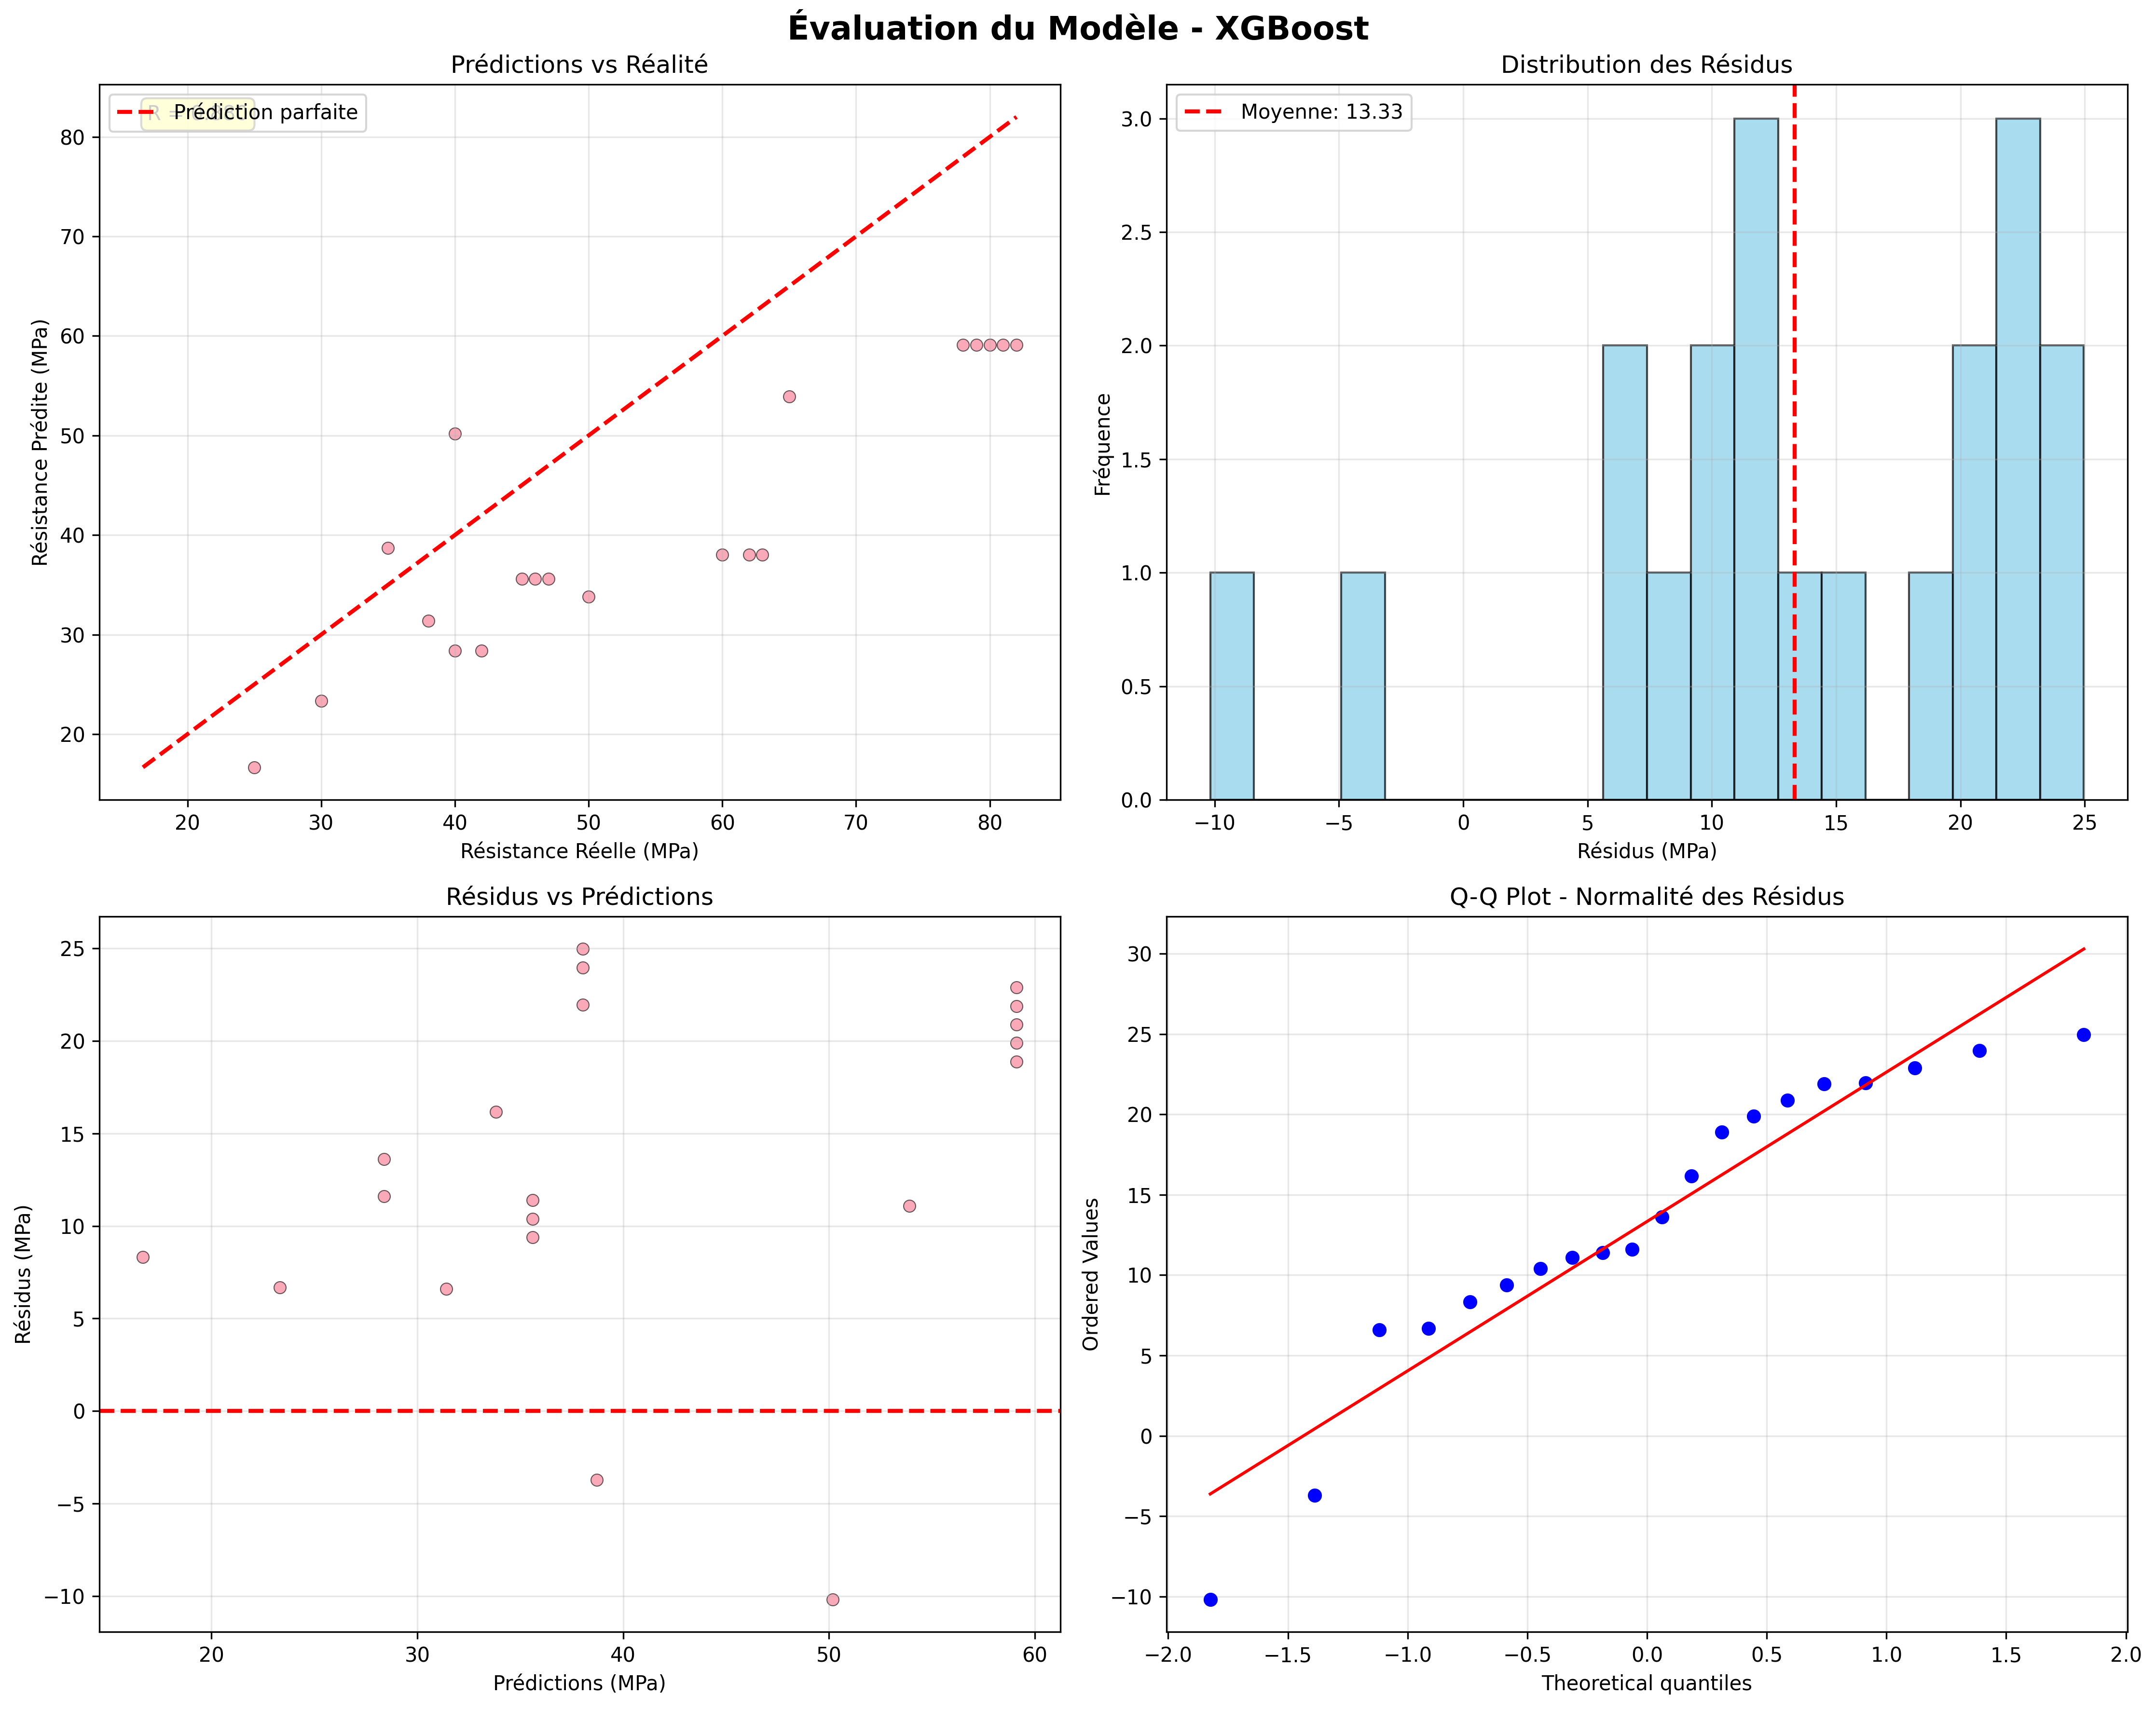 Évaluation du Modèle - XGBoost
Prédictions vs Réalité
Prédiction parfaite
80
70
60
50
40
30
20
Résistance Prédite (MPa)
20 30 40 50 60 70 80
Résistance Réelle (MPa)
Distribution des Résidus
Moyenne: 13.33
3.0
2.5
2.0
1.5
1.0
0.5
0.0
Fréquence
−10 −5 0 5 10 15 20 25
Résidus (MPa)
Résidus vs Prédictions
25
20
15
10
5
0
−5
−10
Résidus (MPa)
20 30 40 50 60
Prédictions (MPa)
Q-Q Plot - Normalité des Résidus
30
25
20
15
10
5
0
−5
−10
Ordered Values
−2.0 −1.5 −1.0 −0.5 0.0 0.5 1.0 1.5 2.0
Theoretical quantiles